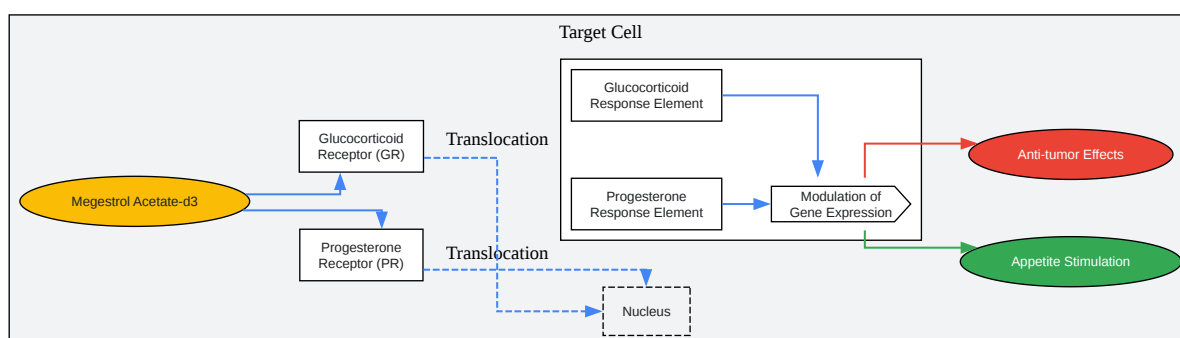 Target Cell
Glucocorticoid
Response Element
Glucocorticoid
Receptor (GR)
Translocation
Anti-tumor Effects
Megestrol Acetate-d3
Progesterone
Response Element
Modulation of
Gene Expression
Progesterone
Receptor (PR)
Translocation
Appetite Stimulation
Nucleus